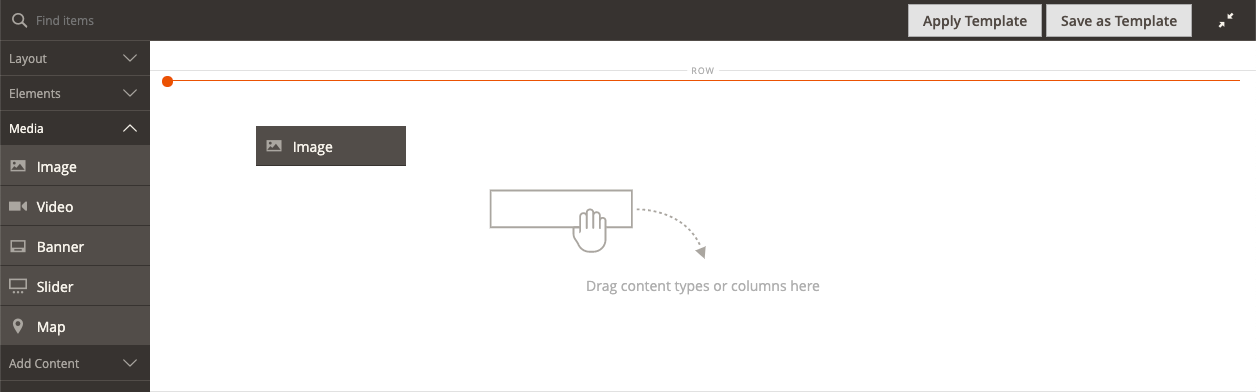 Find items
Apply Template
Save as Template
Layout
Elements
Media
Image
Video
Banner
Slider
Map
Add Content
ROW
Image
Drag content types or columns here